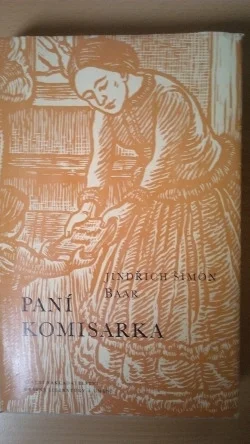 JINDŘICH ŠIMON
BAAR
PANÍ
KOMISARKA